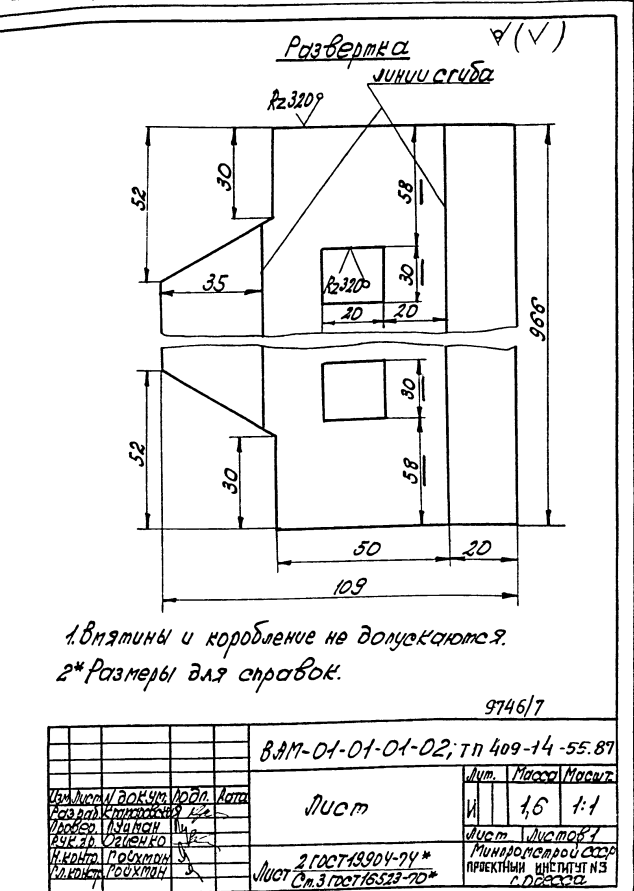 Развертка
√(√)
линии сгиба
Rz320
52
30
58
35
30
Rz320
20
20
966
30
52
30
58
50
20
109
1. Вмятины и коробление не допускаются.
2* Размеры для справок.
9746/7
ВАМ-01-01-01-02; ТП 409-14-55.87
Лит. Масса Масшт.
Изм Лист № докум. Подп. Дата
Лист
И 1,6 1:1
Разраб.
Провер. Луцман
Рук. гр. Огиенко
Лист Листов 1
Н.контр. Ройхман
Гл.констр. Ройхман
Лист 2 ГОСТ 19904-74*
Ст.3 ГОСТ 16523-70*
Минпромстрой СССР
ПРОЕКТНЫЙ ИНСТИТУТ N3
г. Одесса